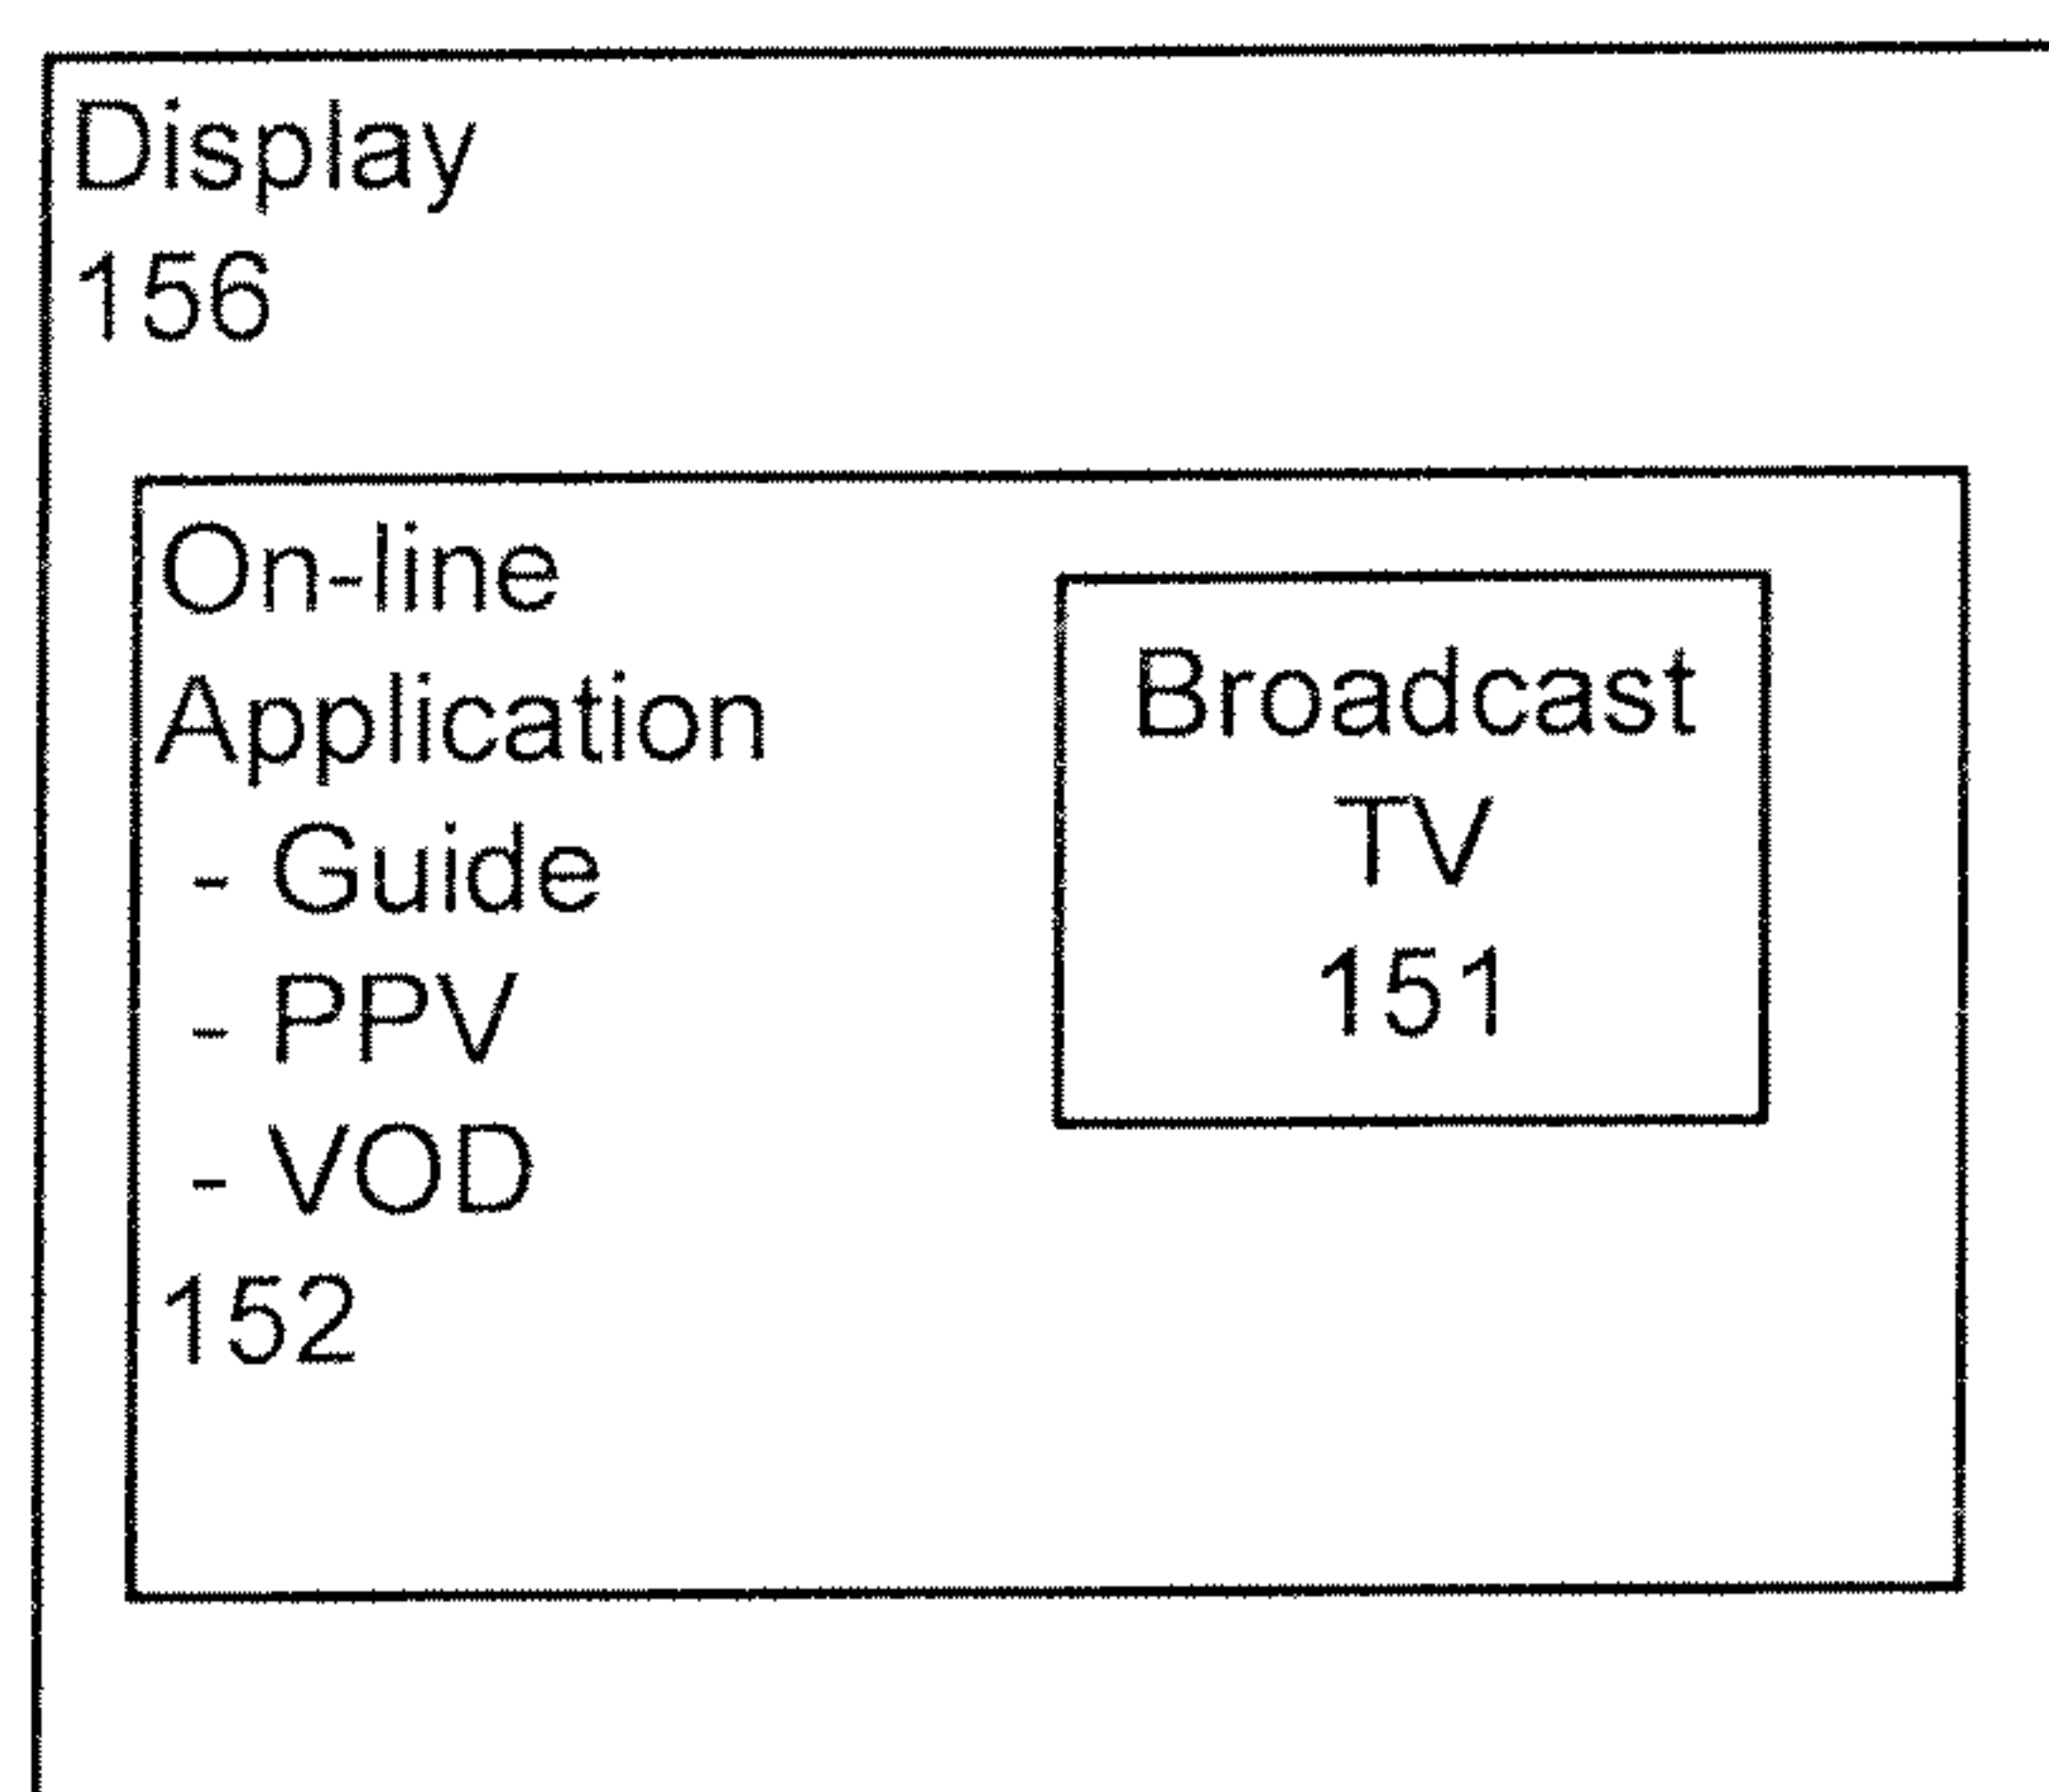 Display
156
On-line
Application
- Guide
- PPV
- VOD
152
Broadcast
TV
151